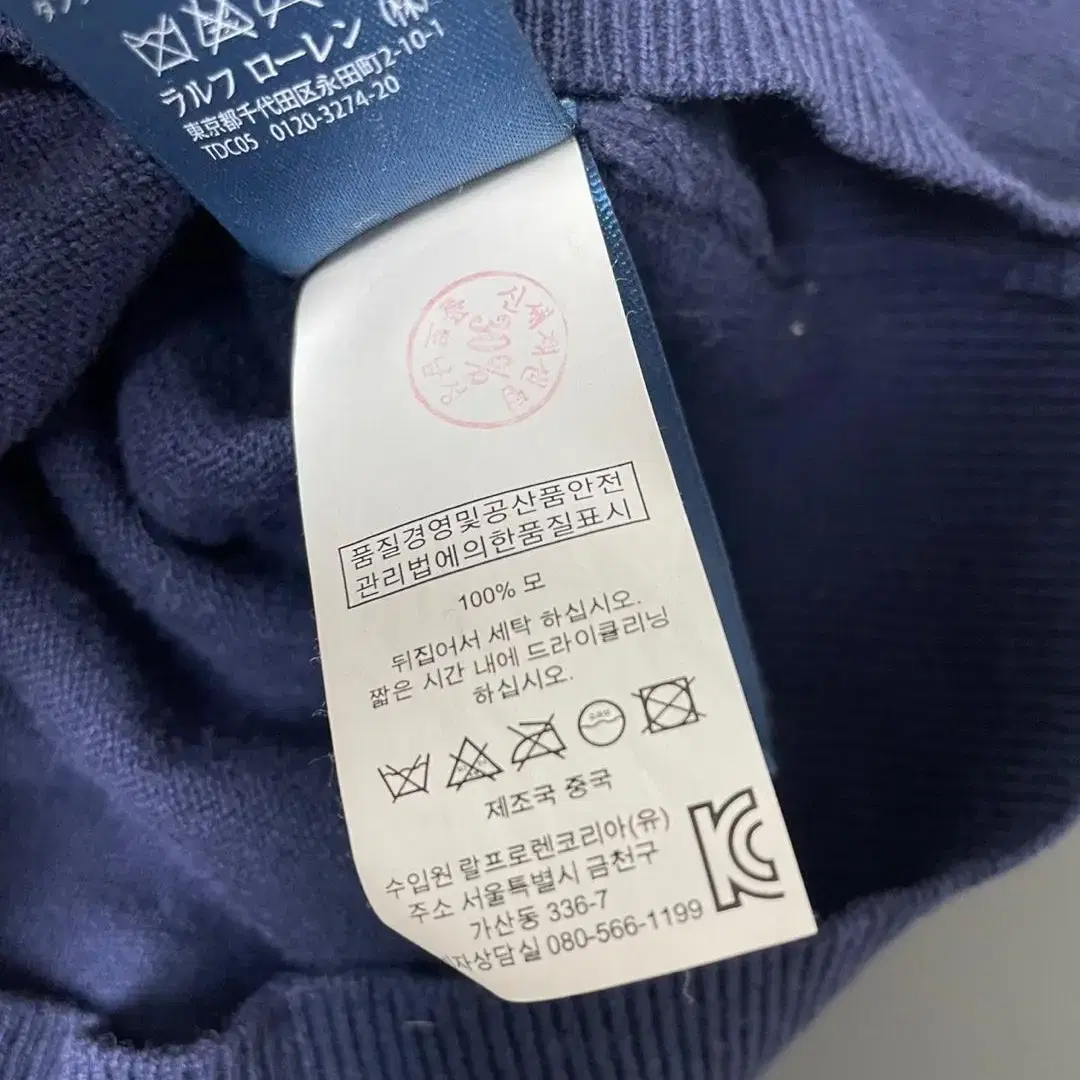 ラルフ ローレン (株)
東京都千代田区永田町2-10-1
TDC05 0120-3274-20
품질경영및공산품안전
관리법에의한품질표시
100% 모
뒤집어서 세탁 하십시오.
짧은 시간 내에 드라이클리닝
하십시오.
제조국 중국
수입원 랄프로렌코리아(유)
주소 서울특별시 금천구
가산동 336-7
자상담실 080-566-1199